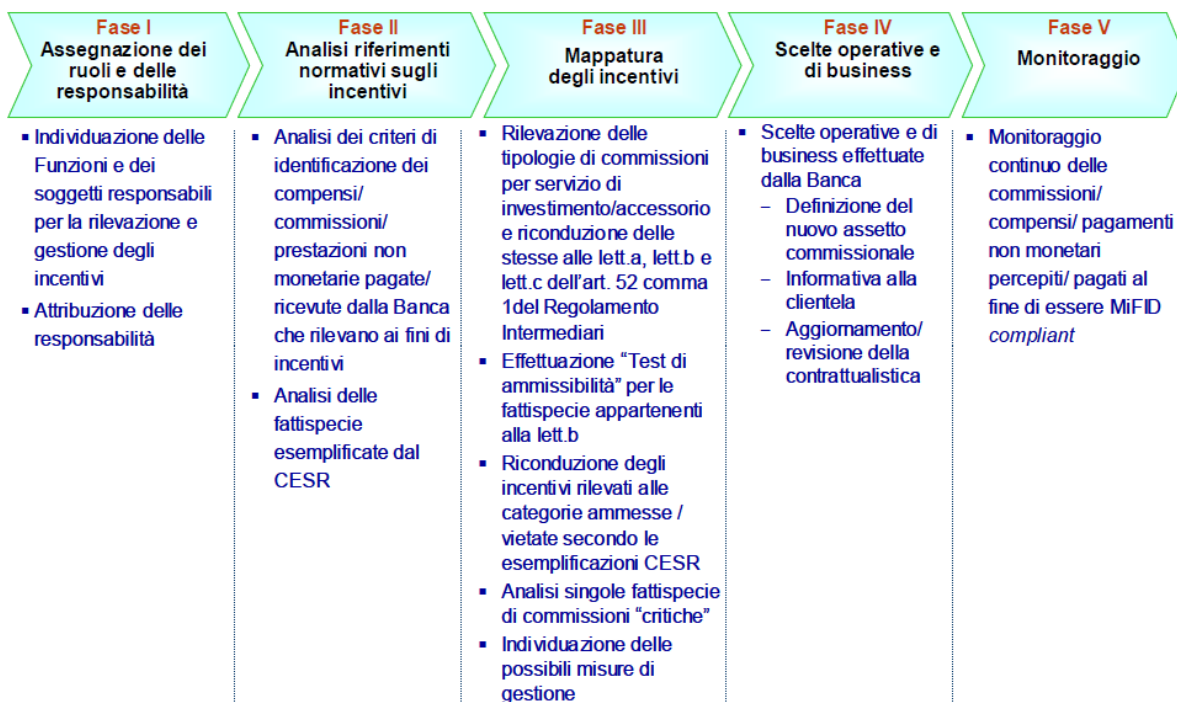 Fase I
Assegnazione dei
ruoli e delle
responsabilità
▪ Individuazione delle
Funzioni e dei
soggetti responsabili
per la rilevazione e
gestione degli
incentivi
▪ Attribuzione delle
responsabilità
Fase II
Analisi riferimenti
normativi sugli
incentivi
▪ Analisi dei criteri di
identificazione dei
compensi/
commissioni/
prestazioni non
monetarie pagate/
ricevute dalla Banca
che rilevano ai fini di
incentivi
▪ Analisi delle
fattispecie
esemplificate dal
CESR
Fase III
Mappatura
degli incentivi
▪ Rilevazione delle
tipologie di commissioni
per servizio di
investimento/accessorio
e riconduzione delle
stesse alle lett.a, lett.b e
lett.c dell'art. 52 comma
1del Regolamento
Intermediari
▪ Effettuazione “Test di
ammissibilità” per le
fattispecie appartenenti
alla lett.b
▪ Riconduzione degli
incentivi rilevati alle
categorie ammesse /
vietate secondo le
esemplificazioni CESR
▪ Analisi singole fattispecie
di commissioni “critiche”
▪ Individuazione delle
possibili misure di
gestione
Fase IV
Scelte operative e
di business
▪ Scelte operative e di
business effettuate
dalla Banca
– Definizione del
nuovo assetto
commissionale
– Informativa alla
clientela
– Aggiornamento/
revisione della
contrattualistica
Fase V
Monitoraggio
▪ Monitoraggio
continuo delle
commissioni/
compensi/ pagamenti
non monetari
percepiti/ pagati al
fine di essere MiFID
compliant